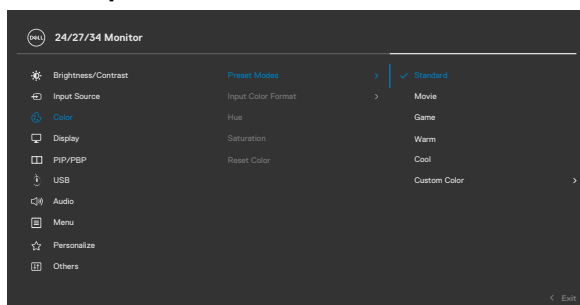 DELL 24/27/34 Monitor
Brightness/Contrast Preset Modes > ✓ Standard
Input Source Input Color Format > Movie
Color Hue Game
Display Saturation Warm
PIP/PBP Reset Color Cool
USB Custom Color >
Audio
Menu
Personalize
Others
< Exit